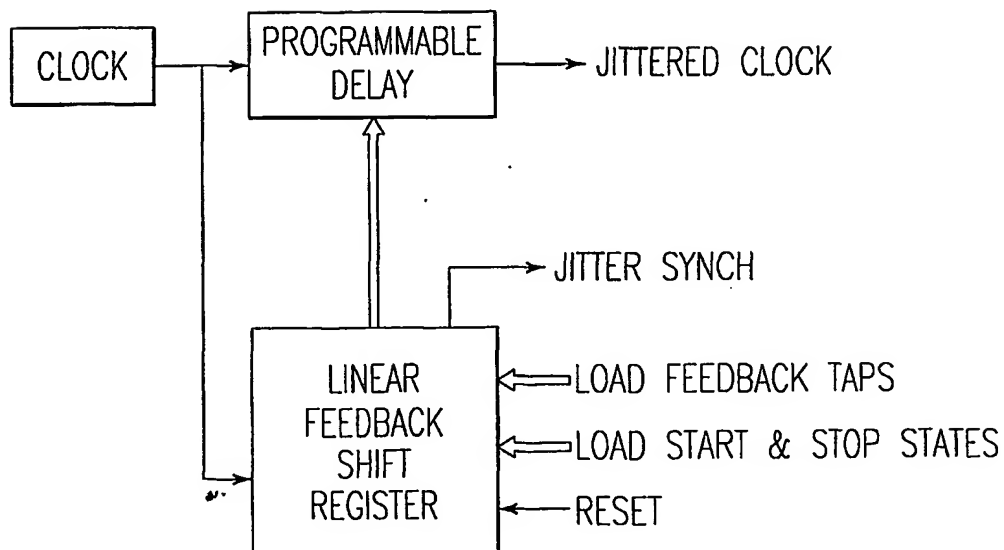 CLOCK
PROGRAMMABLE
DELAY
JITTERED CLOCK
JITTER SYNCH
LINEAR
FEEDBACK
SHIFT
REGISTER
LOAD FEEDBACK TAPS
LOAD START & STOP STATES
RESET